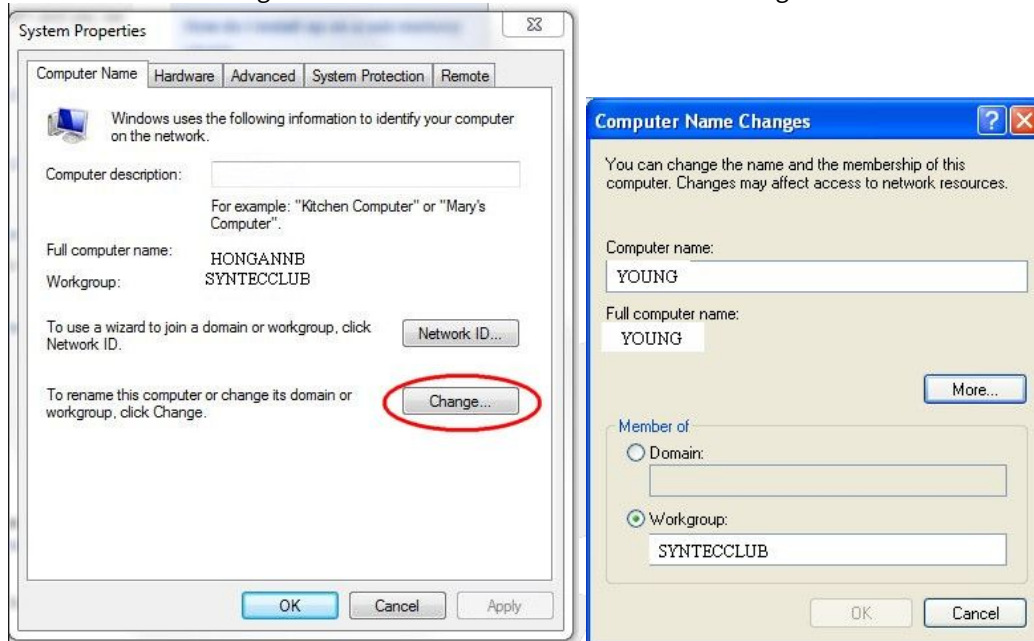 System Properties
Computer Name Hardware Advanced System Protection Remote
Windows uses the following information to identify your computer
on the network.
Computer description:
For example: "Kitchen Computer" or "Mary's
Computer".
Full computer name: HONGANNB
Workgroup: SYNTECCLUB
To use a wizard to join a domain or workgroup, click
Network ID.
Network ID...
To rename this computer or change its domain or
workgroup, click Change.
Change...
OK Cancel Apply
Computer Name Changes
You can change the name and the membership of this
computer. Changes may affect access to network resources.
Computer name:
YOUNG
Full computer name:
YOUNG
More...
Member of
Domain:
Workgroup:
SYNTECCLUB
OK Cancel